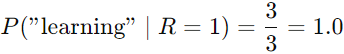 P("learning" | R = 1) = 3/3 = 1.0